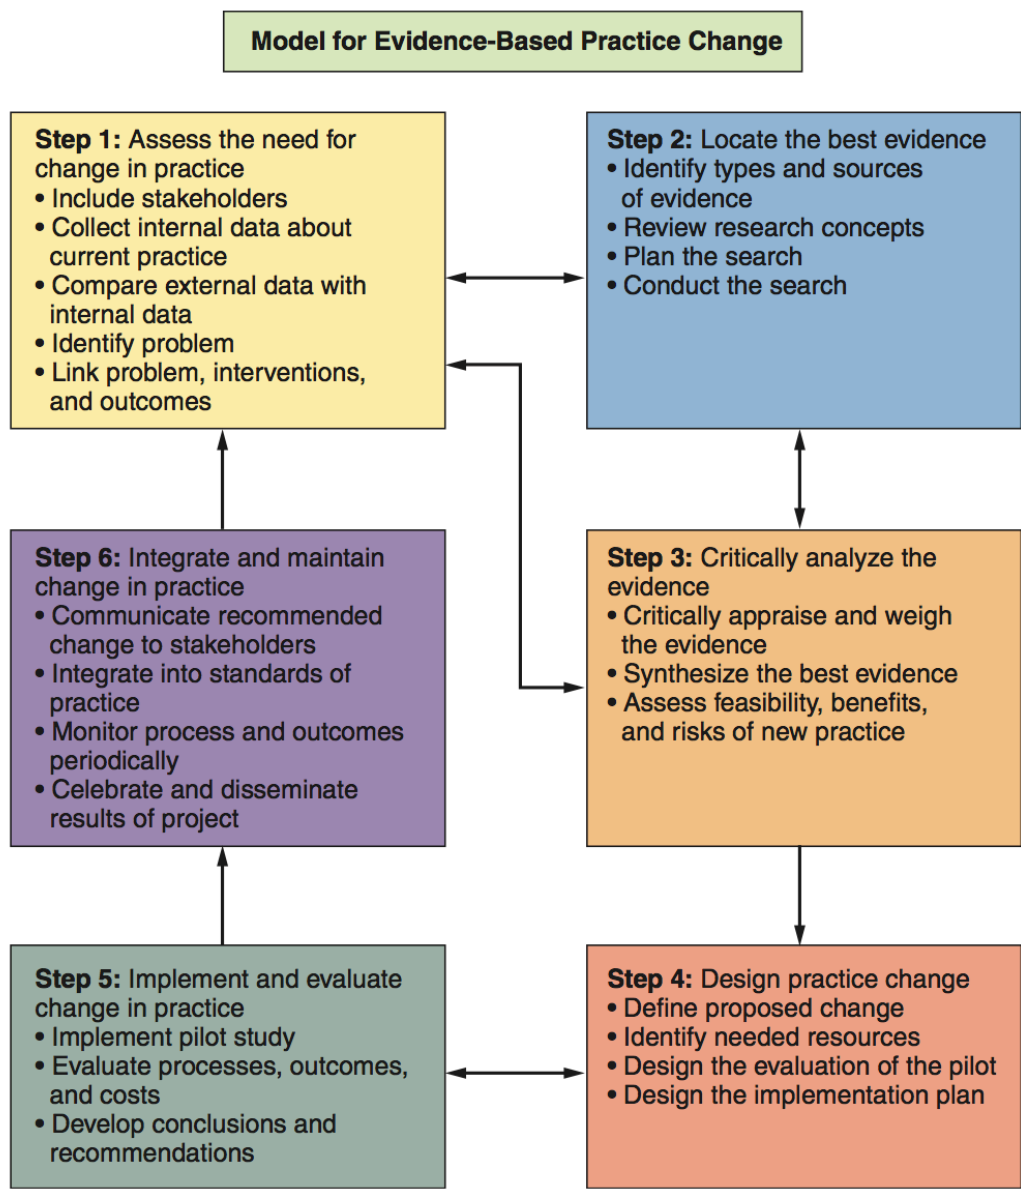 Model for Evidence-Based Practice Change
Step 1: Assess the need for
change in practice
• Include stakeholders
• Collect internal data about
current practice
• Compare external data with
internal data
• Identify problem
• Link problem, interventions,
and outcomes
Step 2: Locate the best evidence
• Identify types and sources
of evidence
• Review research concepts
• Plan the search
• Conduct the search
Step 3: Critically analyze the
evidence
• Critically appraise and weigh
the evidence
• Synthesize the best evidence
• Assess feasibility, benefits,
and risks of new practice
Step 4: Design practice change
• Define proposed change
• Identify needed resources
• Design the evaluation of the pilot
• Design the implementation plan
Step 5: Implement and evaluate
change in practice
• Implement pilot study
• Evaluate processes, outcomes,
and costs
• Develop conclusions and
recommendations
Step 6: Integrate and maintain
change in practice
• Communicate recommended
change to stakeholders
• Integrate into standards of
practice
• Monitor process and outcomes
periodically
• Celebrate and disseminate
results of project